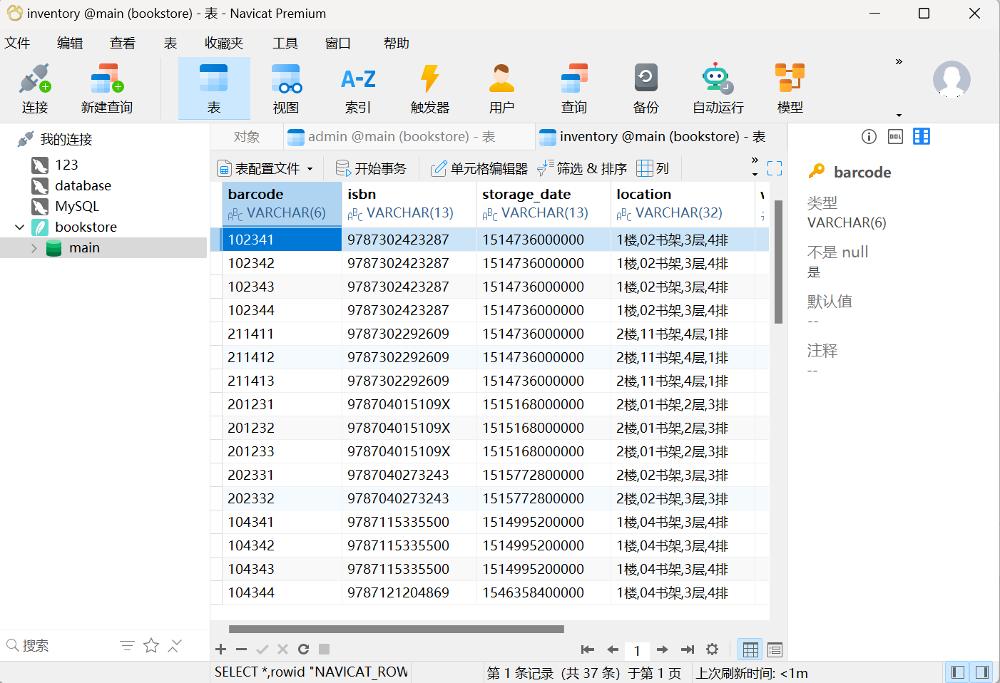 inventory @main (bookstore) - 表 - Navicat Premium
文件 编辑 查看 表 收藏夹 工具 窗口 帮助
连接 新建查询 表 视图 索引 触发器 用户 查询 备份 自动运行 模型
A-Z
我的连接
123
database
MySQL
bookstore
main
搜索
对象 admin @main (bookstore) - 表 inventory @main (bookstore) - 表
表配置文件 开始事务 单元格编辑器 筛选 & 排序 列
barcode isbn storage_date location
VARCHAR(6) VARCHAR(13) VARCHAR(13) VARCHAR(32)
102341 9787302423287 1514736000000 1楼,02书架,3层,4排
102342 9787302423287 1514736000000 1楼,02书架,3层,4排
102343 9787302423287 1514736000000 1楼,02书架,3层,4排
102344 9787302423287 1514736000000 1楼,02书架,3层,4排
211411 9787302292609 1514736000000 2楼,11书架,4层,1排
211412 9787302292609 1514736000000 2楼,11书架,4层,1排
211413 9787302292609 1514736000000 2楼,11书架,4层,1排
201231 978704015109X 1515168000000 2楼,01书架,2层,3排
201232 978704015109X 1515168000000 2楼,01书架,2层,3排
201233 978704015109X 1515168000000 2楼,01书架,2层,3排
202331 9787040273243 1515772800000 2楼,02书架,3层,3排
202332 9787040273243 1515772800000 2楼,02书架,3层,3排
104341 9787115335500 1514995200000 1楼,04书架,3层,4排
104342 9787115335500 1514995200000 1楼,04书架,3层,4排
104343 9787115335500 1514995200000 1楼,04书架,3层,4排
104344 9787121204869 1546358400000 1楼,04书架,3层,4排
1
SELECT *,rowid "NAVICAT_ROW 第 1 条记录 (共 37 条) 于第 1 页 上次刷新时间: <1m
DDL
barcode
类型
VARCHAR(6)
不是 null
是
默认值
--
注释
--